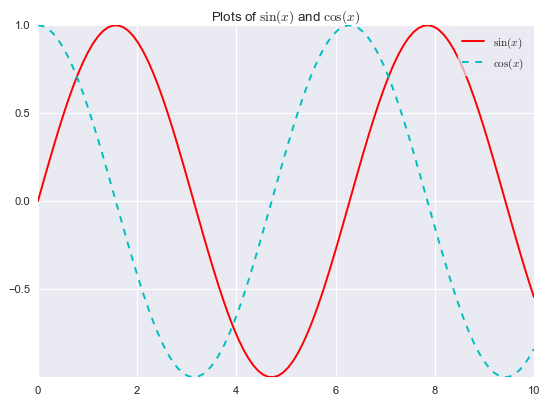 Plots of sin(x) and cos(x)
1.0
sin(x)
cos(x)
0.5
0.0
−0.5
0 2 4 6 8 10